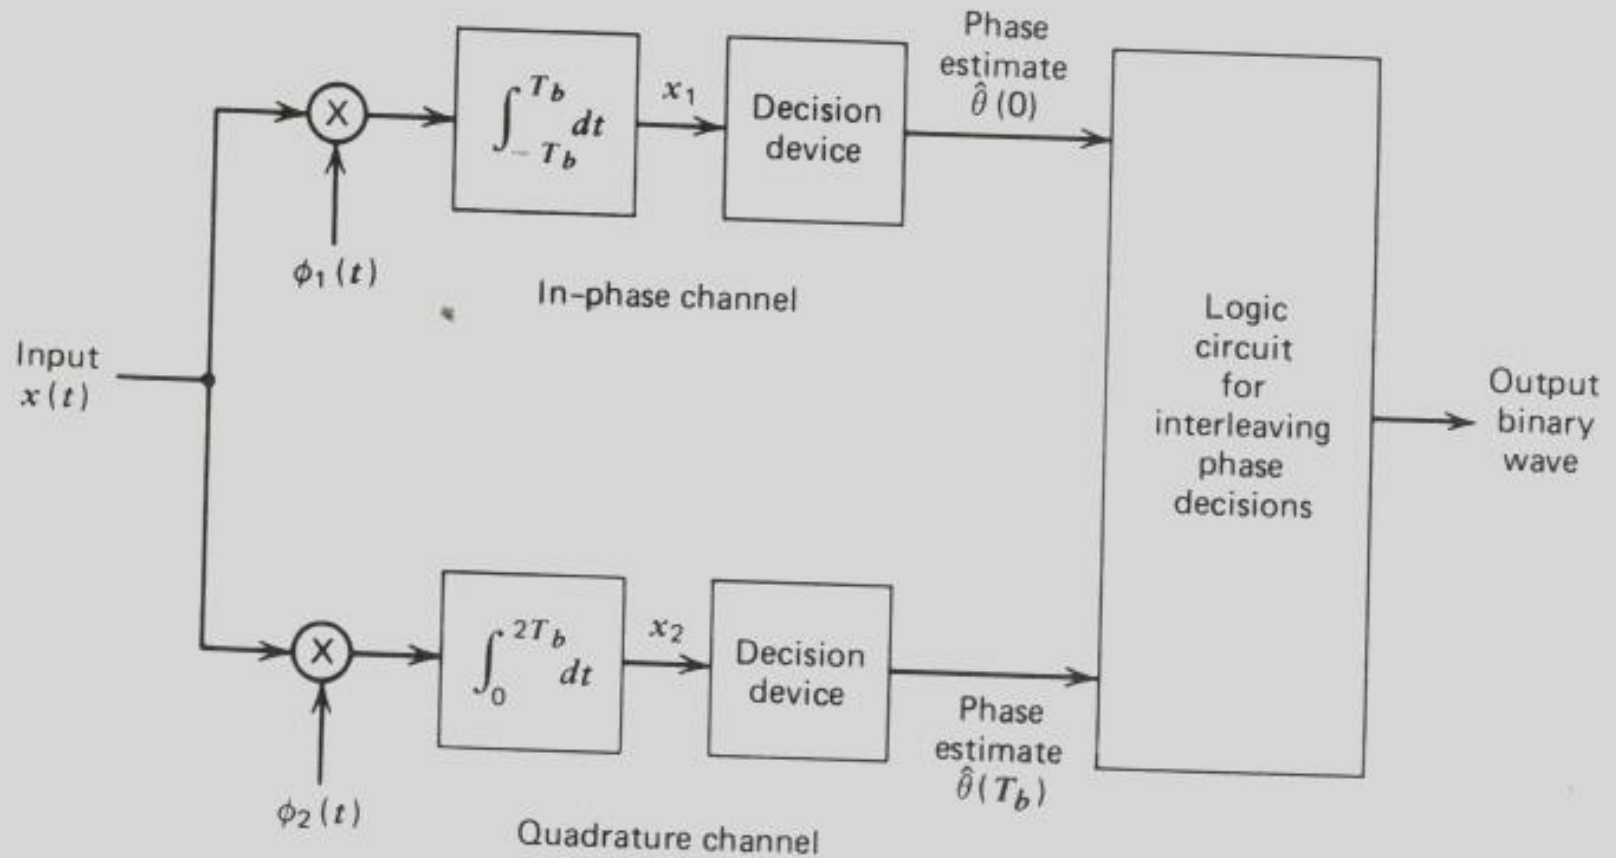 Phase
estimate
θ̂ (0)
∫_{-T_b}^{T_b} dt
x₁
Decision
device
X
ϕ₁(t)
In-phase channel
Input
x(t)
Logic
circuit
for
interleaving
phase
decisions
Output
binary
wave
X
∫_0^{2T_b} dt
x₂
Decision
device
Phase
estimate
θ̂(T_b)
ϕ₂(t)
Quadrature channel